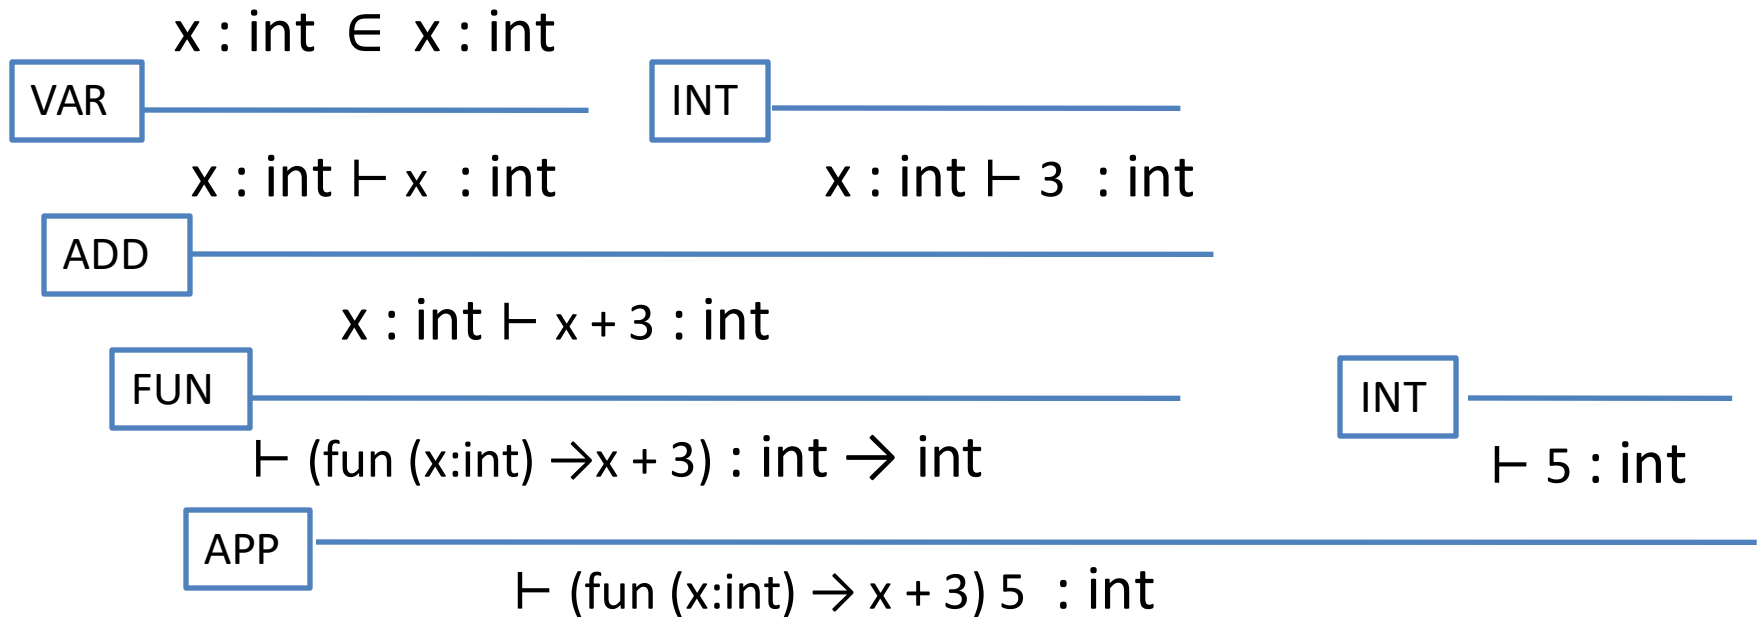 x : int ∈ x : int
VAR
INT
x : int ⊢ x : int
x : int ⊢ 3 : int
ADD
x : int ⊢ x + 3 : int
FUN
INT
⊢ (fun (x:int) →x + 3) : int → int
⊢ 5 : int
APP
⊢ (fun (x:int) → x + 3) 5 : int